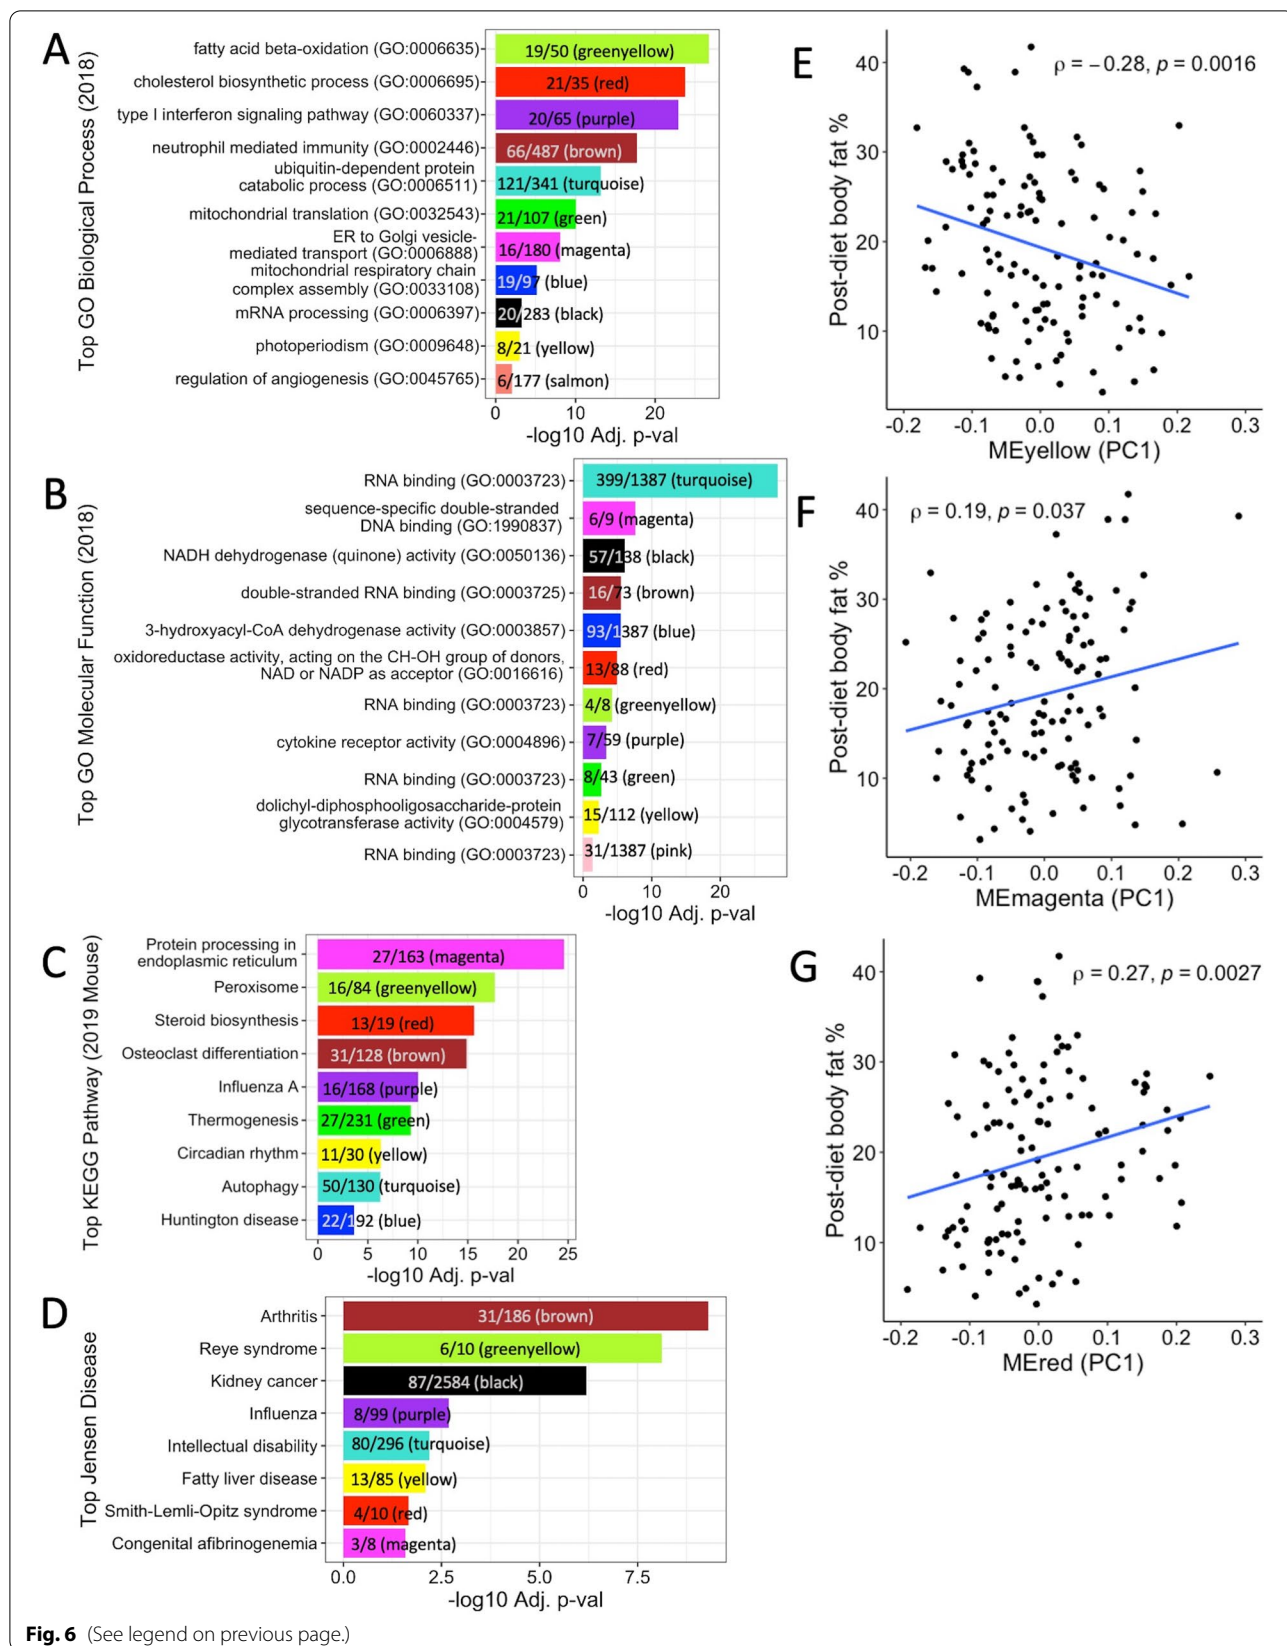 A
Top GO Biological Process (2018)
fatty acid beta-oxidation (GO:0006635)
19/50 (greenyellow)
cholesterol biosynthetic process (GO:0006695)
21/35 (red)
type I interferon signaling pathway (GO:0060337)
20/65 (purple)
neutrophil mediated immunity (GO:0002446)
66/487 (brown)
ubiquitin-dependent protein
catabolic process (GO:0006511)
121/341 (turquoise)
mitochondrial translation (GO:0032543)
21/107 (green)
ER to Golgi vesicle-
mediated transport (GO:0006888)
16/180 (magenta)
mitochondrial respiratory chain
complex assembly (GO:0033108)
19/97 (blue)
mRNA processing (GO:0006397)
20/283 (black)
photoperiodism (GO:0009648)
8/21 (yellow)
regulation of angiogenesis (GO:0045765)
6/177 (salmon)
0 10 20
-log10 Adj. p-val
B
Top GO Molecular Function (2018)
RNA binding (GO:0003723)
399/1387 (turquoise)
sequence-specific double-stranded
DNA binding (GO:1990837)
6/9 (magenta)
NADH dehydrogenase (quinone) activity (GO:0050136)
57/138 (black)
double-stranded RNA binding (GO:0003725)
16/73 (brown)
3-hydroxyacyl-CoA dehydrogenase activity (GO:0003857)
93/1387 (blue)
oxidoreductase activity, acting on the CH-OH group of donors,
NAD or NADP as acceptor (GO:0016616)
13/88 (red)
RNA binding (GO:0003723)
4/8 (greenyellow)
cytokine receptor activity (GO:0004896)
7/59 (purple)
RNA binding (GO:0003723)
8/43 (green)
dolichyl-diphosphooligosaccharide-protein
glycotransferase activity (GO:0004579)
15/112 (yellow)
RNA binding (GO:0003723)
31/1387 (pink)
0 10 20
-log10 Adj. p-val
C
Top KEGG Pathway (2019 Mouse)
Protein processing in
endoplasmic reticulum
27/163 (magenta)
Peroxisome
16/84 (greenyellow)
Steroid biosynthesis
13/19 (red)
Osteoclast differentiation
31/128 (brown)
Influenza A
16/168 (purple)
Thermogenesis
27/231 (green)
Circadian rhythm
11/30 (yellow)
Autophagy
50/130 (turquoise)
Huntington disease
22/192 (blue)
0 5 10 15 20 25
-log10 Adj. p-val
D
Top Jensen Disease
Arthritis
31/186 (brown)
Reye syndrome
6/10 (greenyellow)
Kidney cancer
87/2584 (black)
Influenza
8/99 (purple)
Intellectual disability
80/296 (turquoise)
Fatty liver disease
13/85 (yellow)
Smith-Lemli-Opitz syndrome
4/10 (red)
Congenital afibrinogenemia
3/8 (magenta)
0.0 2.5 5.0 7.5
-log10 Adj. p-val
E
Post-diet body fat %
ρ = −0.28, p = 0.0016
40
30
20
10
-0.2 -0.1 0.0 0.1 0.2 0.3
MEyellow (PC1)
F
Post-diet body fat %
ρ = 0.19, p = 0.037
40
30
20
10
-0.2 -0.1 0.0 0.1 0.2 0.3
MEmagenta (PC1)
G
Post-diet body fat %
ρ = 0.27, p = 0.0027
40
30
20
10
-0.2 -0.1 0.0 0.1 0.2 0.3
MEred (PC1)
Fig. 6 (See legend on previous page.)